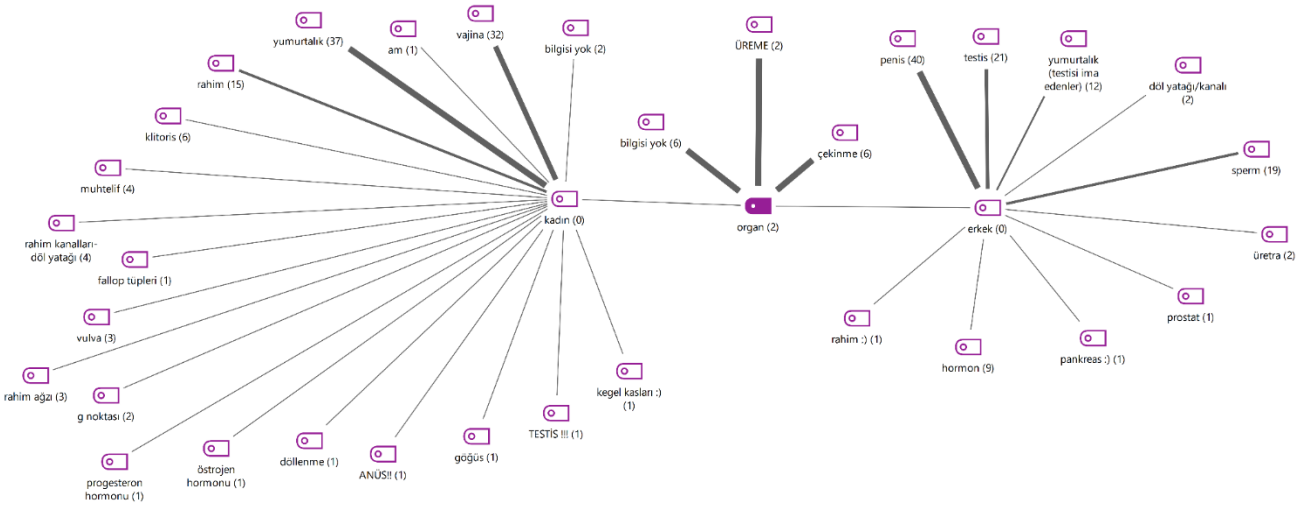 yumurtalık (37)
am (1)
vajina (32)
bilgisi yok (2)
rahim (15)
klitoris (6)
muhtelif (4)
rahim kanalları-
döl yatağı (4)
fallop tüpleri (1)
vulva (3)
rahim ağzı (3)
g noktası (2)
progesteron
hormonu (1)
östrojen
hormonu (1)
döllenme (1)
ANÜS!! (1)
göğüs (1)
TESTİS !!! (1)
kegel kasları :)
(1)
kadın (0)
ÜREME (2)
bilgisi yok (6)
çekinme (6)
organ (2)
penis (40)
testis (21)
yumurtalık
(testisi ima
edenler) (12)
döl yatağı/kanalı
(2)
sperm (19)
erkek (0)
üretra (2)
prostat (1)
pankreas :) (1)
hormon (9)
rahim :) (1)